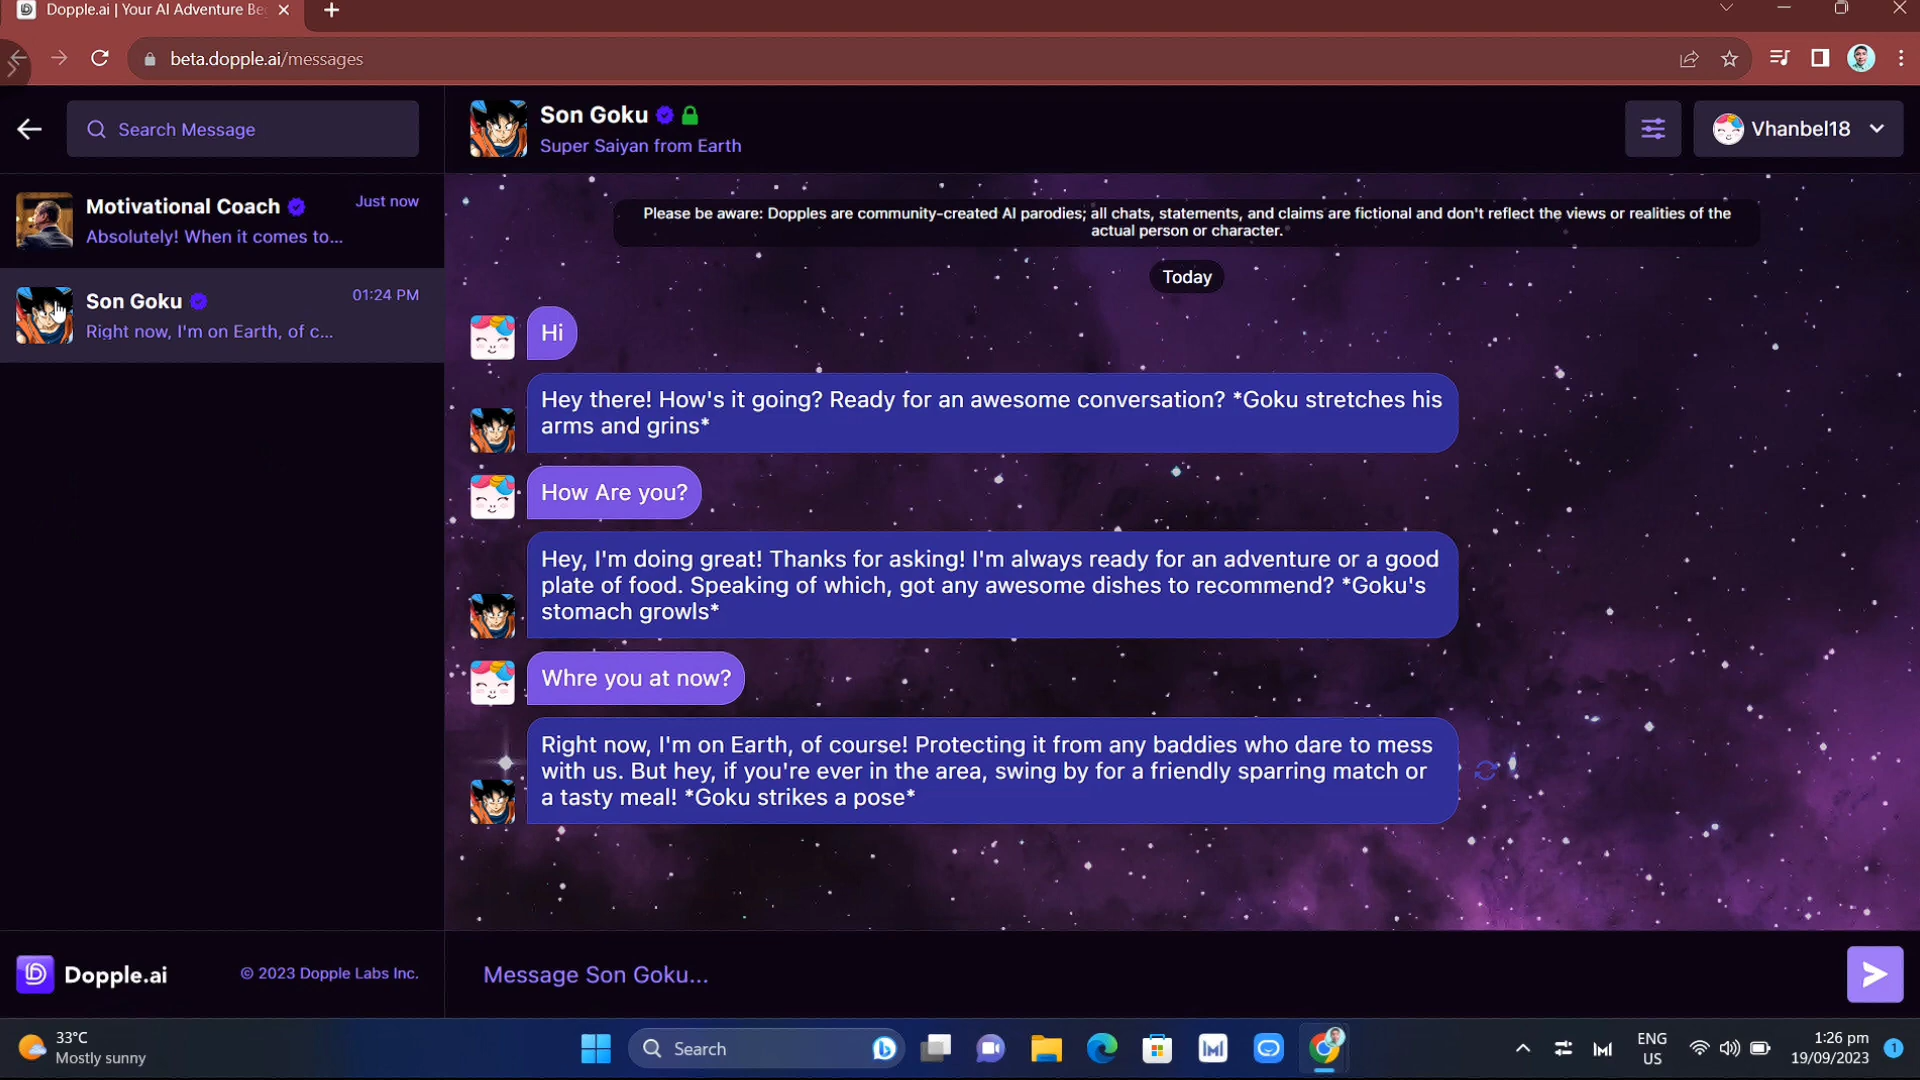 Dopple.ai | Your AI Adventure Be
beta.dopple.ai/messages
Search Message
Motivational Coach
Just now
Absolutely! When it comes to...
Son Goku
01:24 PM
Right now, I'm on Earth, of c...
Dopple.ai
© 2023 Dopple Labs Inc.
Son Goku
Super Saiyan from Earth
Vhanbel18
Please be aware: Dopples are community-created AI parodies; all chats, statements, and claims are fictional and don't reflect the views or realities of the
actual person or character.
Today
Hi
Hey there! How's it going? Ready for an awesome conversation? *Goku stretches his
arms and grins*
How Are you?
Hey, I'm doing great! Thanks for asking! I'm always ready for an adventure or a good
plate of food. Speaking of which, got any awesome dishes to recommend? *Goku's
stomach growls*
Whre you at now?
Right now, I'm on Earth, of course! Protecting it from any baddies who dare to mess
with us. But hey, if you're ever in the area, swing by for a friendly sparring match or
a tasty meal! *Goku strikes a pose*
Message Son Goku...
33°C
Mostly sunny
Search
ENG
US
1:26 pm
19/09/2023
1